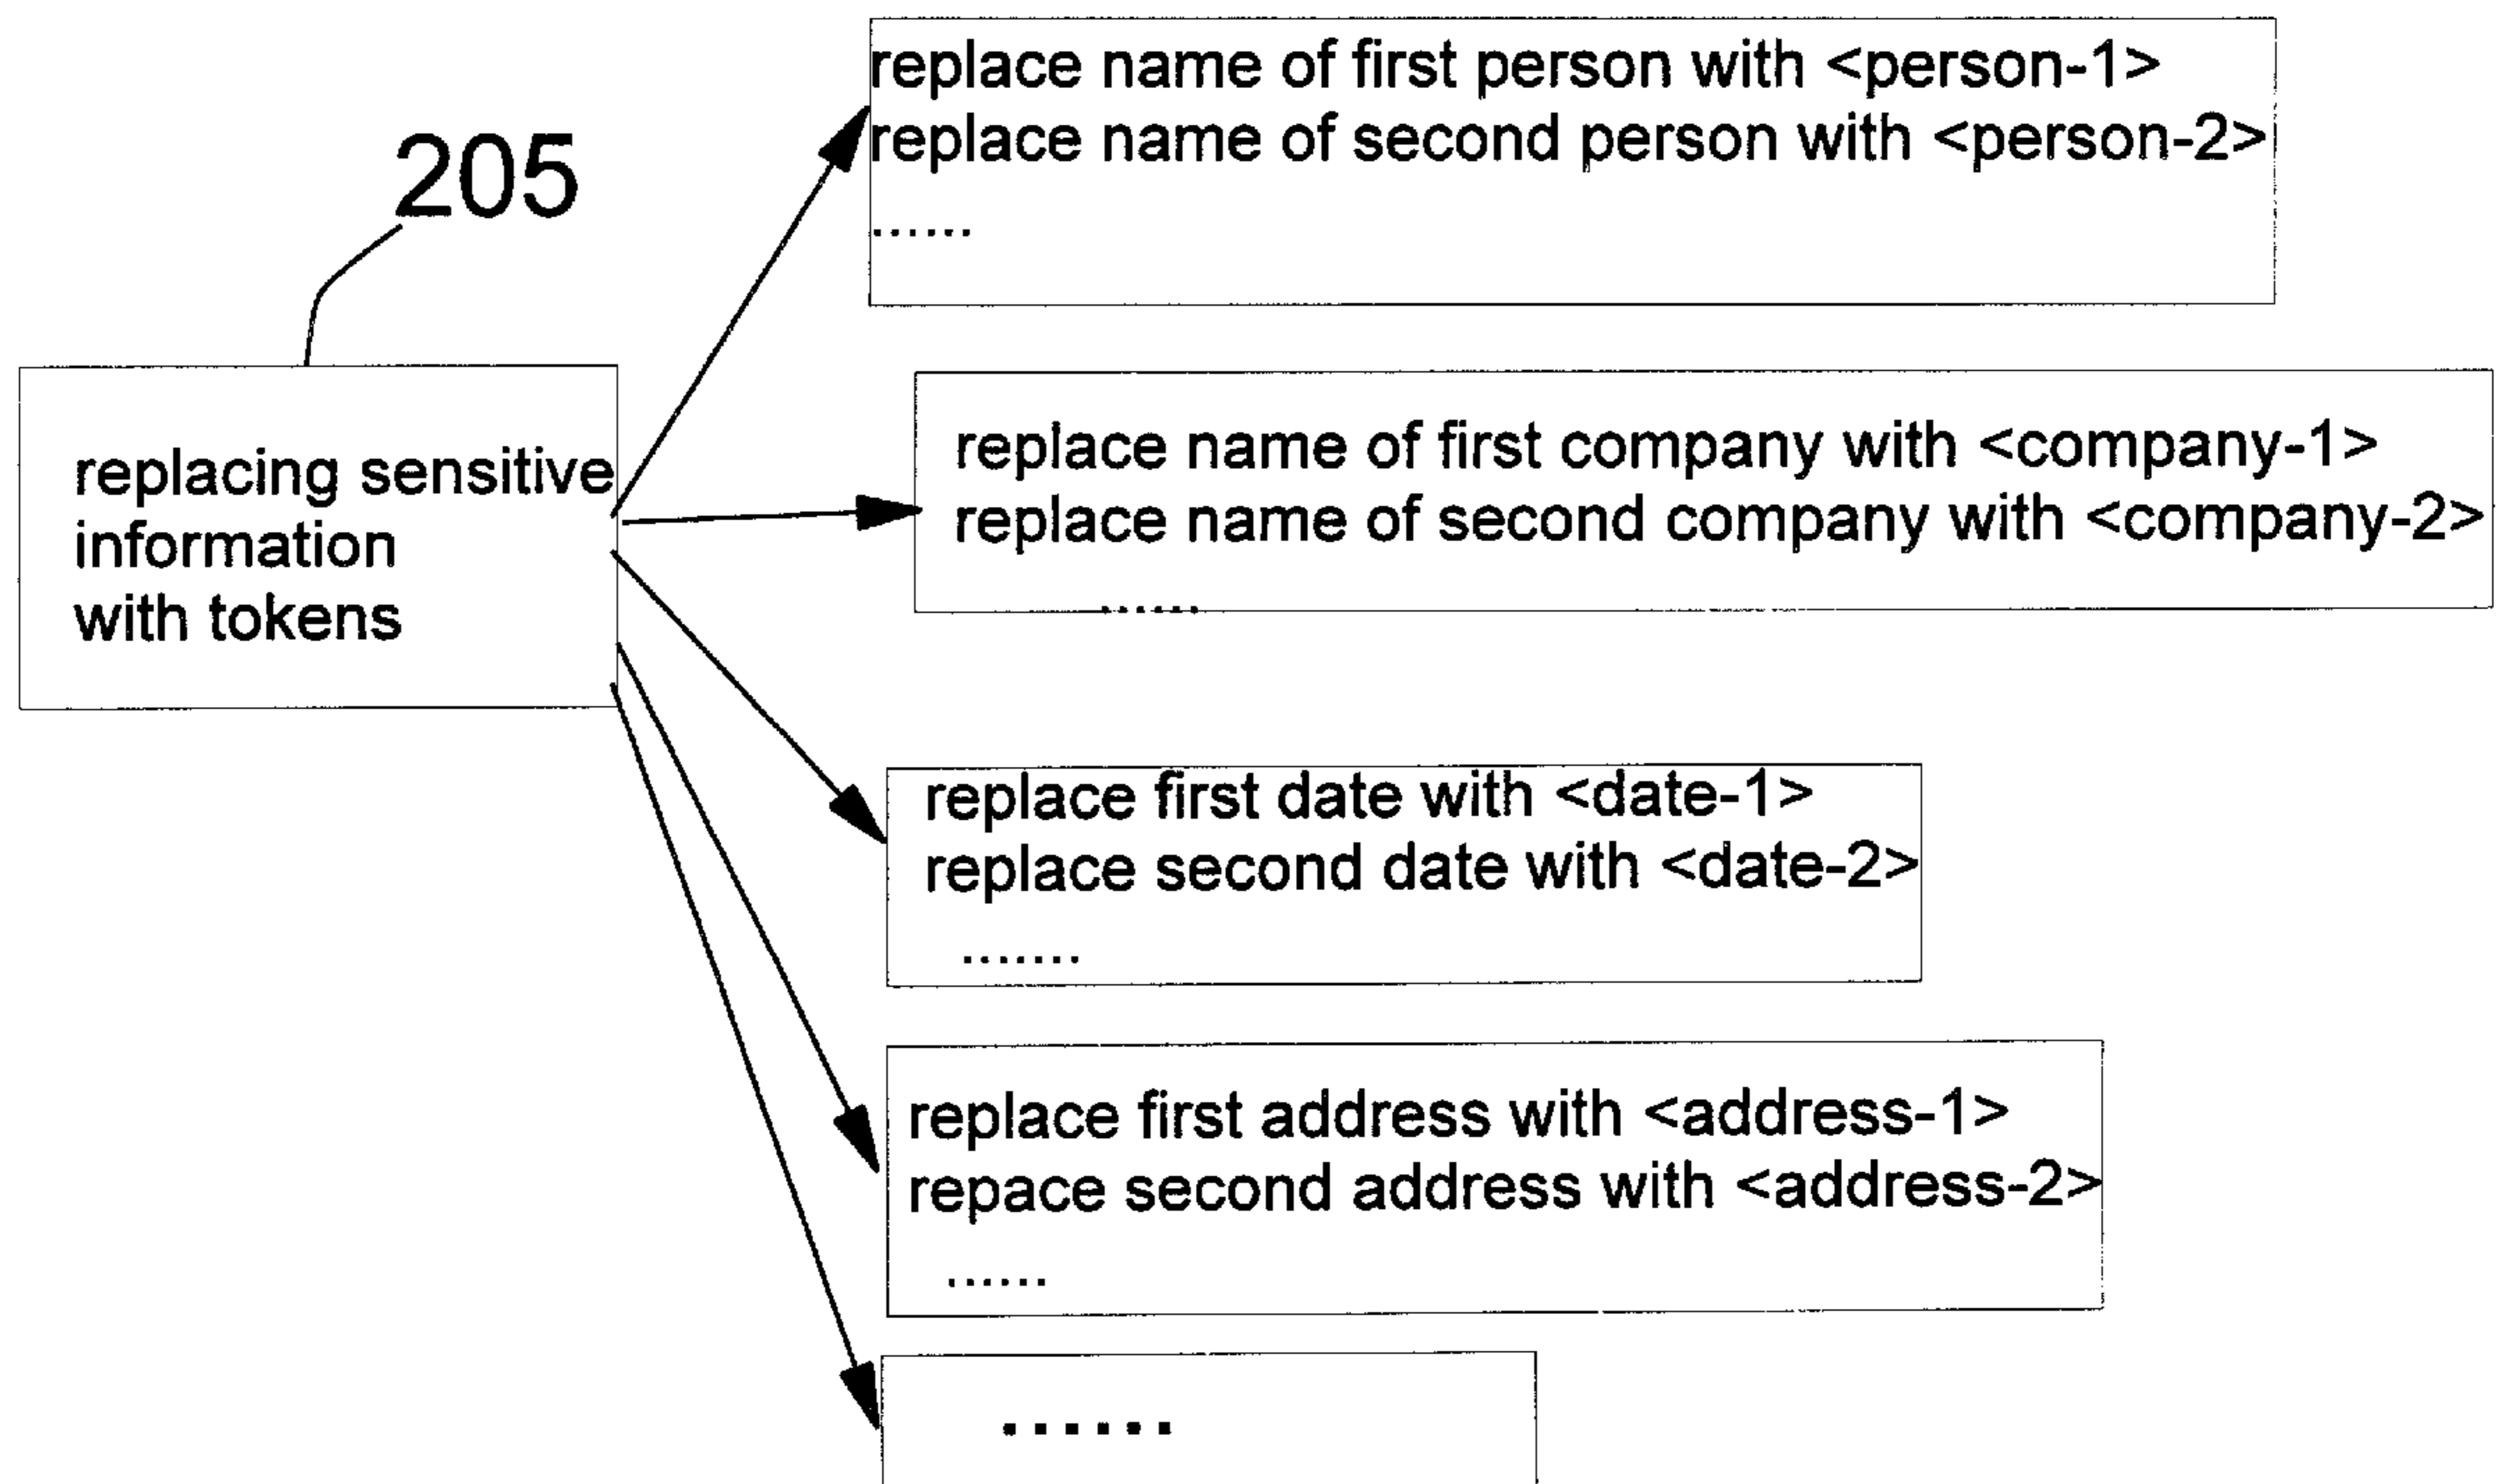 205
replacing sensitive
information
with tokens
replace name of first person with <person-1>
replace name of second person with <person-2>
......
replace name of first company with <company-1>
replace name of second company with <company-2>
......
replace first date with <date-1>
replace second date with <date-2>
.......
replace first address with <address-1>
repace second address with <address-2>
......
......